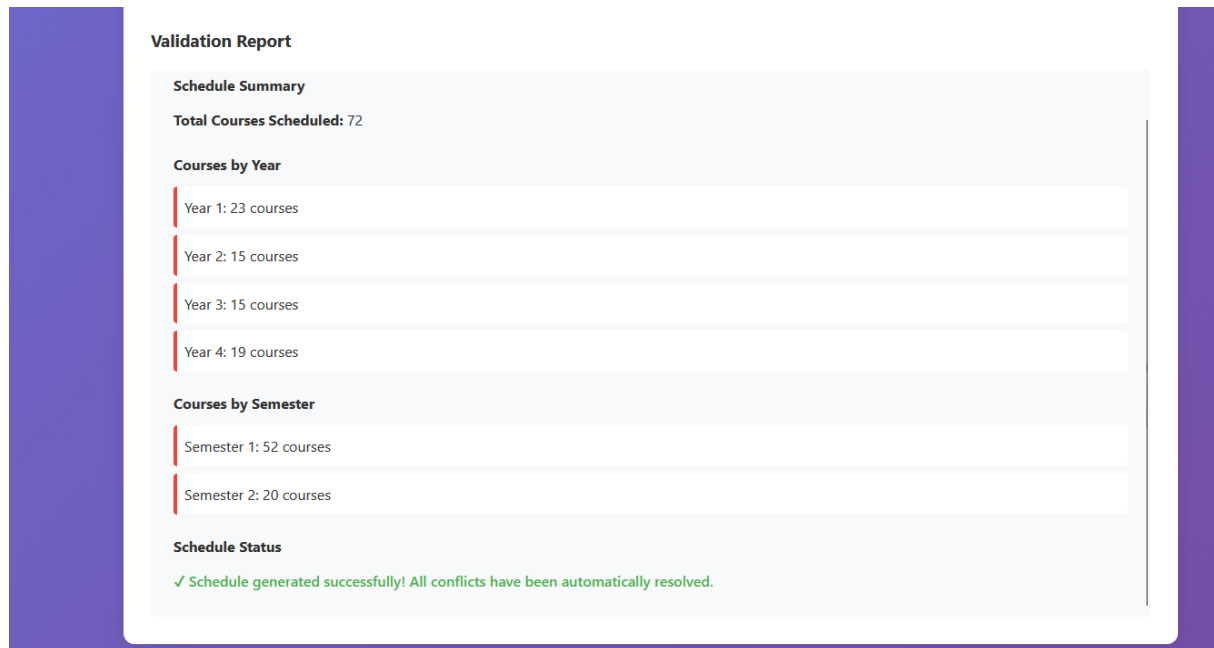 Validation Report
Schedule Summary
Total Courses Scheduled: 72
Courses by Year
Year 1: 23 courses
Year 2: 15 courses
Year 3: 15 courses
Year 4: 19 courses
Courses by Semester
Semester 1: 52 courses
Semester 2: 20 courses
Schedule Status
✓ Schedule generated successfully! All conflicts have been automatically resolved.